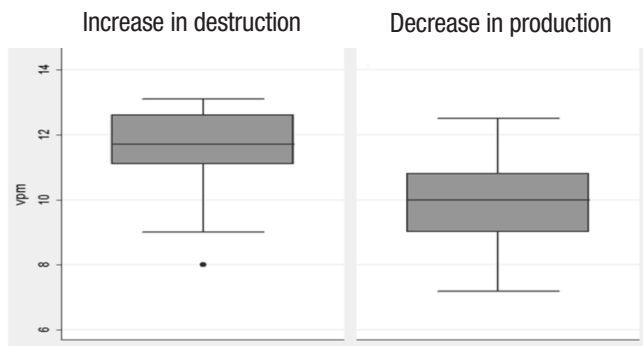 Increase in destruction
Decrease in production
14
12
10
8
6
vpm